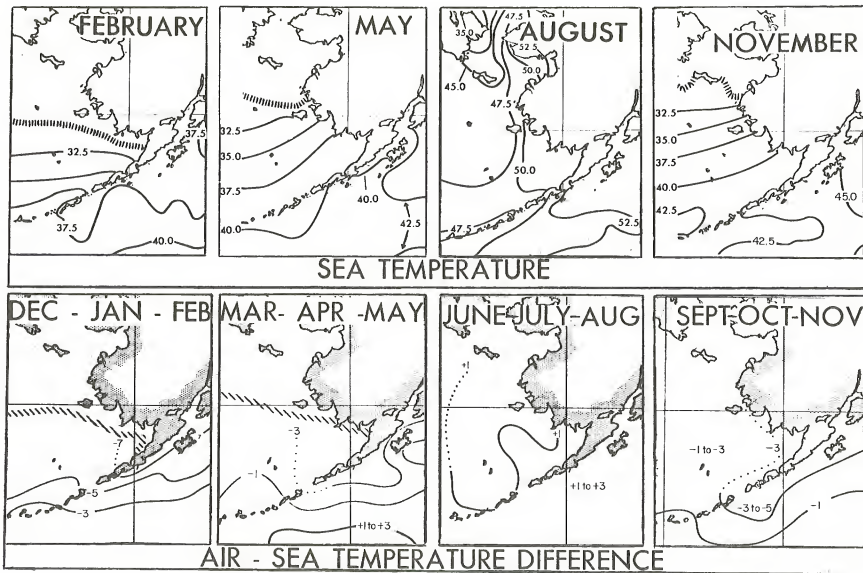 FEBRUARY
32.5
37.5
37.5
40.0
MAY
32.5
35.0
37.5
40.0
40.0
42.5
AUGUST
47.5
35.0
52.5
50.0
45.0
47.5
50.0
47.5
52.5
NOVEMBER
32.5
35.0
37.5
40.0
42.5
45.0
42.5
SEA TEMPERATURE
DEC - JAN - FEB
-7
-5
-3
MAR- APR -MAY
-3
-1
+1 to +3
JUNE-JULY-AUG
+1
+1
+1 to +3
SEPT-OCT-NOV
-1 to -3
-3
-3 to -5
-1
AIR - SEA TEMPERATURE DIFFERENCE